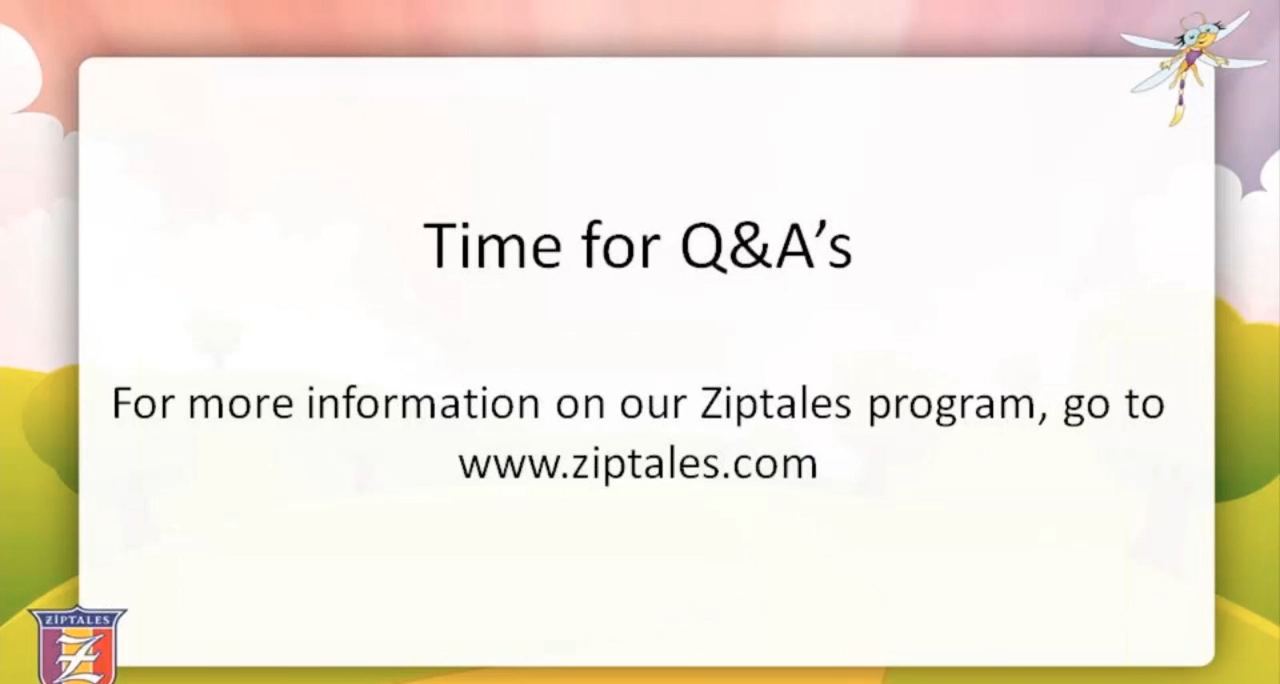 Time for Q&A’s
For more information on our Ziptales program, go to
www.ziptales.com
ZIPTALES
Z